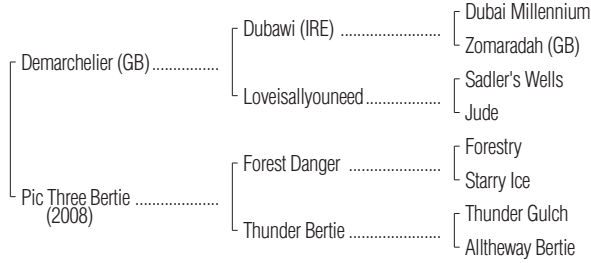 Dubai Millennium
Dubawi (IRE) ...................
Zomaradah (GB)
Demarchelier (GB)...............
Sadler's Wells
Loveisallyouneed.................
Jude
Forestry
Forest Danger ..................
Starry Ice
Pic Three Bertie ..................
(2008)
Thunder Gulch
Thunder Bertie ..................
Alltheway Bertie